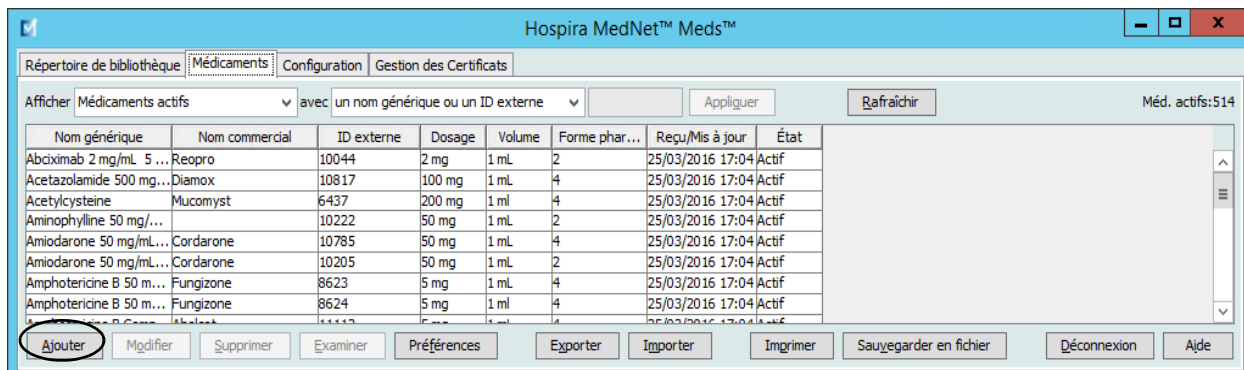 Hospira MedNet™ Meds™
Répertoire de bibliothèque Médicaments Configuration Gestion des Certificats
Afficher Médicaments actifs avec un nom générique ou un ID externe Appliquer Rafraîchir Méd. actifs:514
Nom générique Nom commercial ID externe Dosage Volume Forme phar... Reçu/Mis à jour État
Abciximab 2 mg/mL 5 ... Reopro 10044 2 mg 1 mL 2 25/03/2016 17:04 Actif
Acetazolamide 500 mg... Diamox 10817 100 mg 1 mL 4 25/03/2016 17:04 Actif
Acetylcysteine Mucomyst 6437 200 mg 1 ml 4 25/03/2016 17:04 Actif
Aminophylline 50 mg/... 10222 50 mg 1 mL 2 25/03/2016 17:04 Actif
Amiodarone 50 mg/mL... Cordarone 10785 50 mg 1 mL 4 25/03/2016 17:04 Actif
Amiodarone 50 mg/mL... Cordarone 10205 50 mg 1 mL 2 25/03/2016 17:04 Actif
Amphotericine B 50 m... Fungizone 8623 5 mg 1 mL 4 25/03/2016 17:04 Actif
Amphotericine B 50 m... Fungizone 8624 5 mg 1 ml 4 25/03/2016 17:04 Actif
Ajouter Modifier Supprimer Examiner Préférences Exporter Importer Imprimer Sauvegarder en fichier Déconnexion Aide